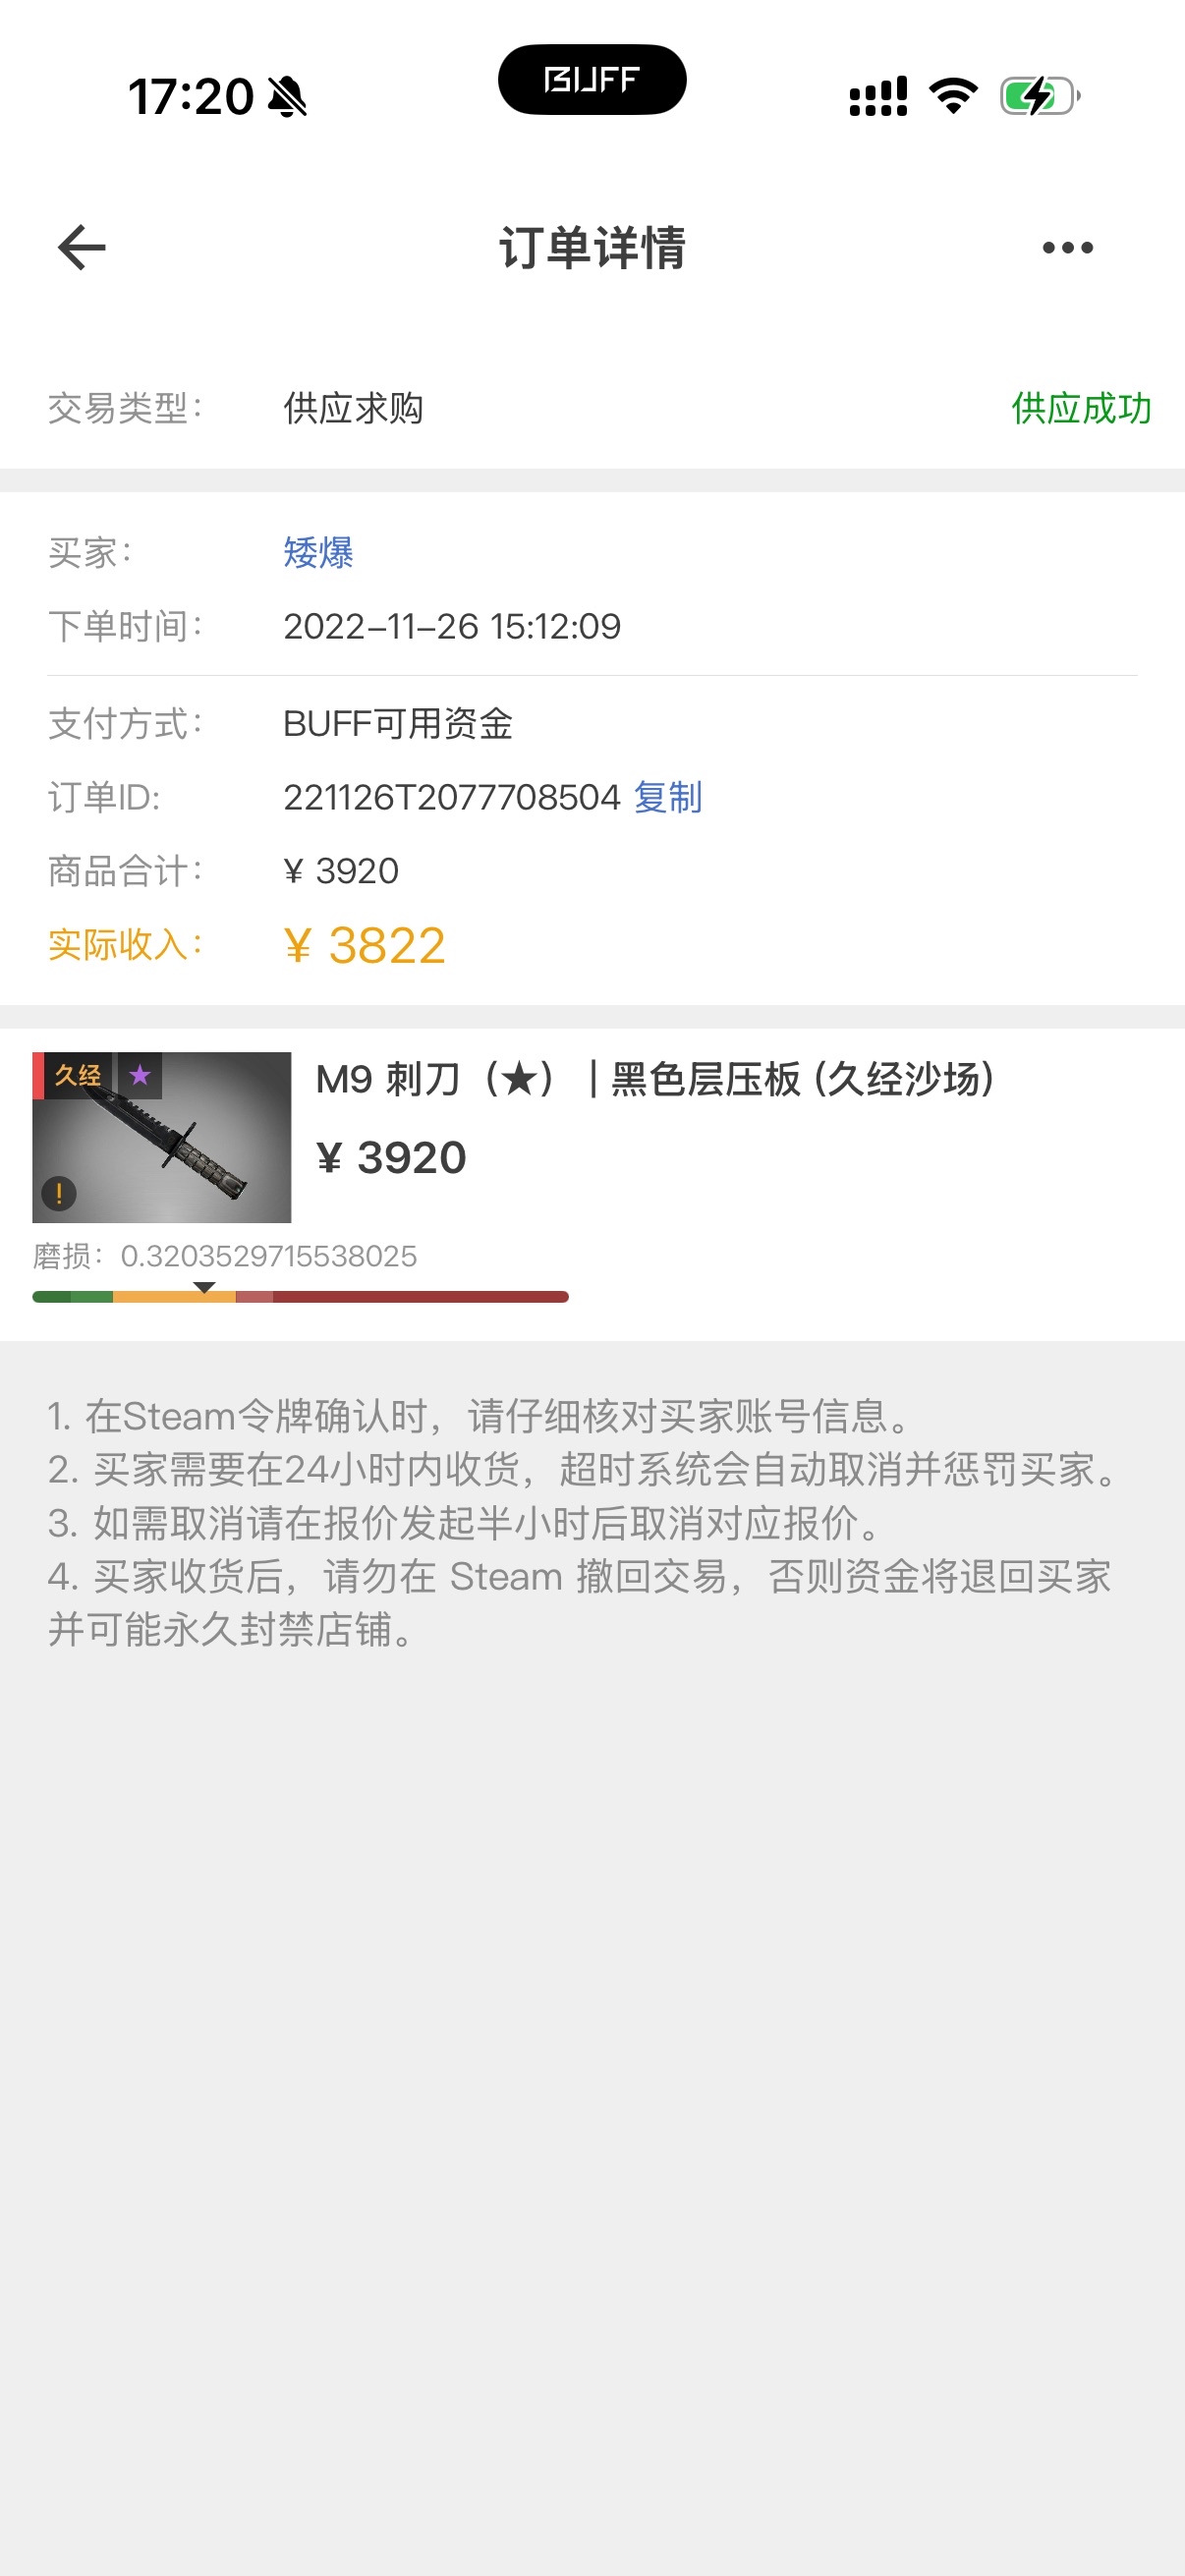 17:20
BUFF
订单详情
交易类型： 供应求购 供应成功
买家： 矮爆
下单时间： 2022-11-26 15:12:09
支付方式： BUFF可用资金
订单ID: 221126T2077708504 复制
商品合计： ¥ 3920
实际收入： ¥ 3822
久经 ★
M9 刺刀（★） | 黑色层压板 (久经沙场)
¥ 3920
磨损：0.3203529715538025
1. 在Steam令牌确认时，请仔细核对买家账号信息。
2. 买家需要在24小时内收货，超时系统会自动取消并惩罚买家。
3. 如需取消请在报价发起半小时后取消对应报价。
4. 买家收货后，请勿在 Steam 撤回交易，否则资金将退回买家
并可能永久封禁店铺。